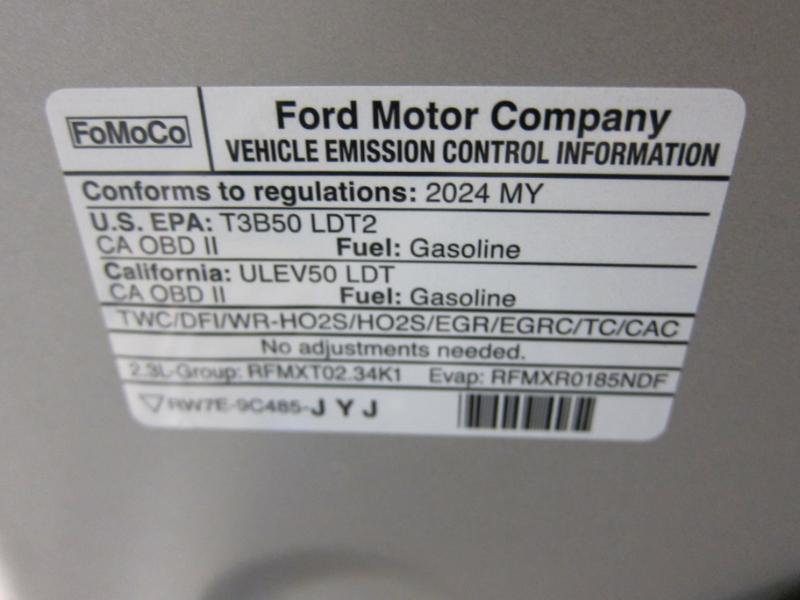 FoMoCo
Ford Motor Company
VEHICLE EMISSION CONTROL INFORMATION
Conforms to regulations: 2024 MY
U.S. EPA: T3B50 LDT2
CA OBD II Fuel: Gasoline
California: ULEV50 LDT
CA OBD II Fuel: Gasoline
TWC/DFI/WR-HO2S/HO2S/EGR/EGRC/TC/CAC
No adjustments needed.
2.3L-Group: RFMXT02.34K1 Evap: RFMXR0185NDF
RW7E-9C485-JYJ